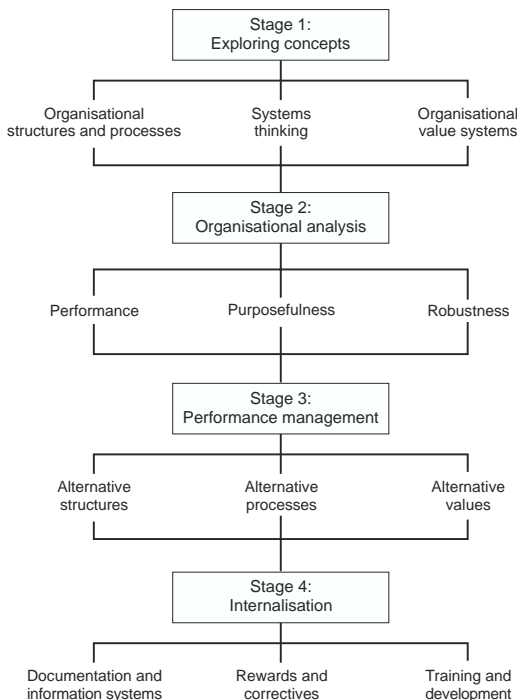 Stage 1:
Exploring concepts
Organisational
structures and processes
Systems
thinking
Organisational
value systems
Stage 2:
Organisational analysis
Performance
Purposefulness
Robustness
Stage 3:
Performance management
Alternative
structures
Alternative
processes
Alternative
values
Stage 4:
Internalisation
Documentation and
information systems
Rewards and
correctives
Training and
development